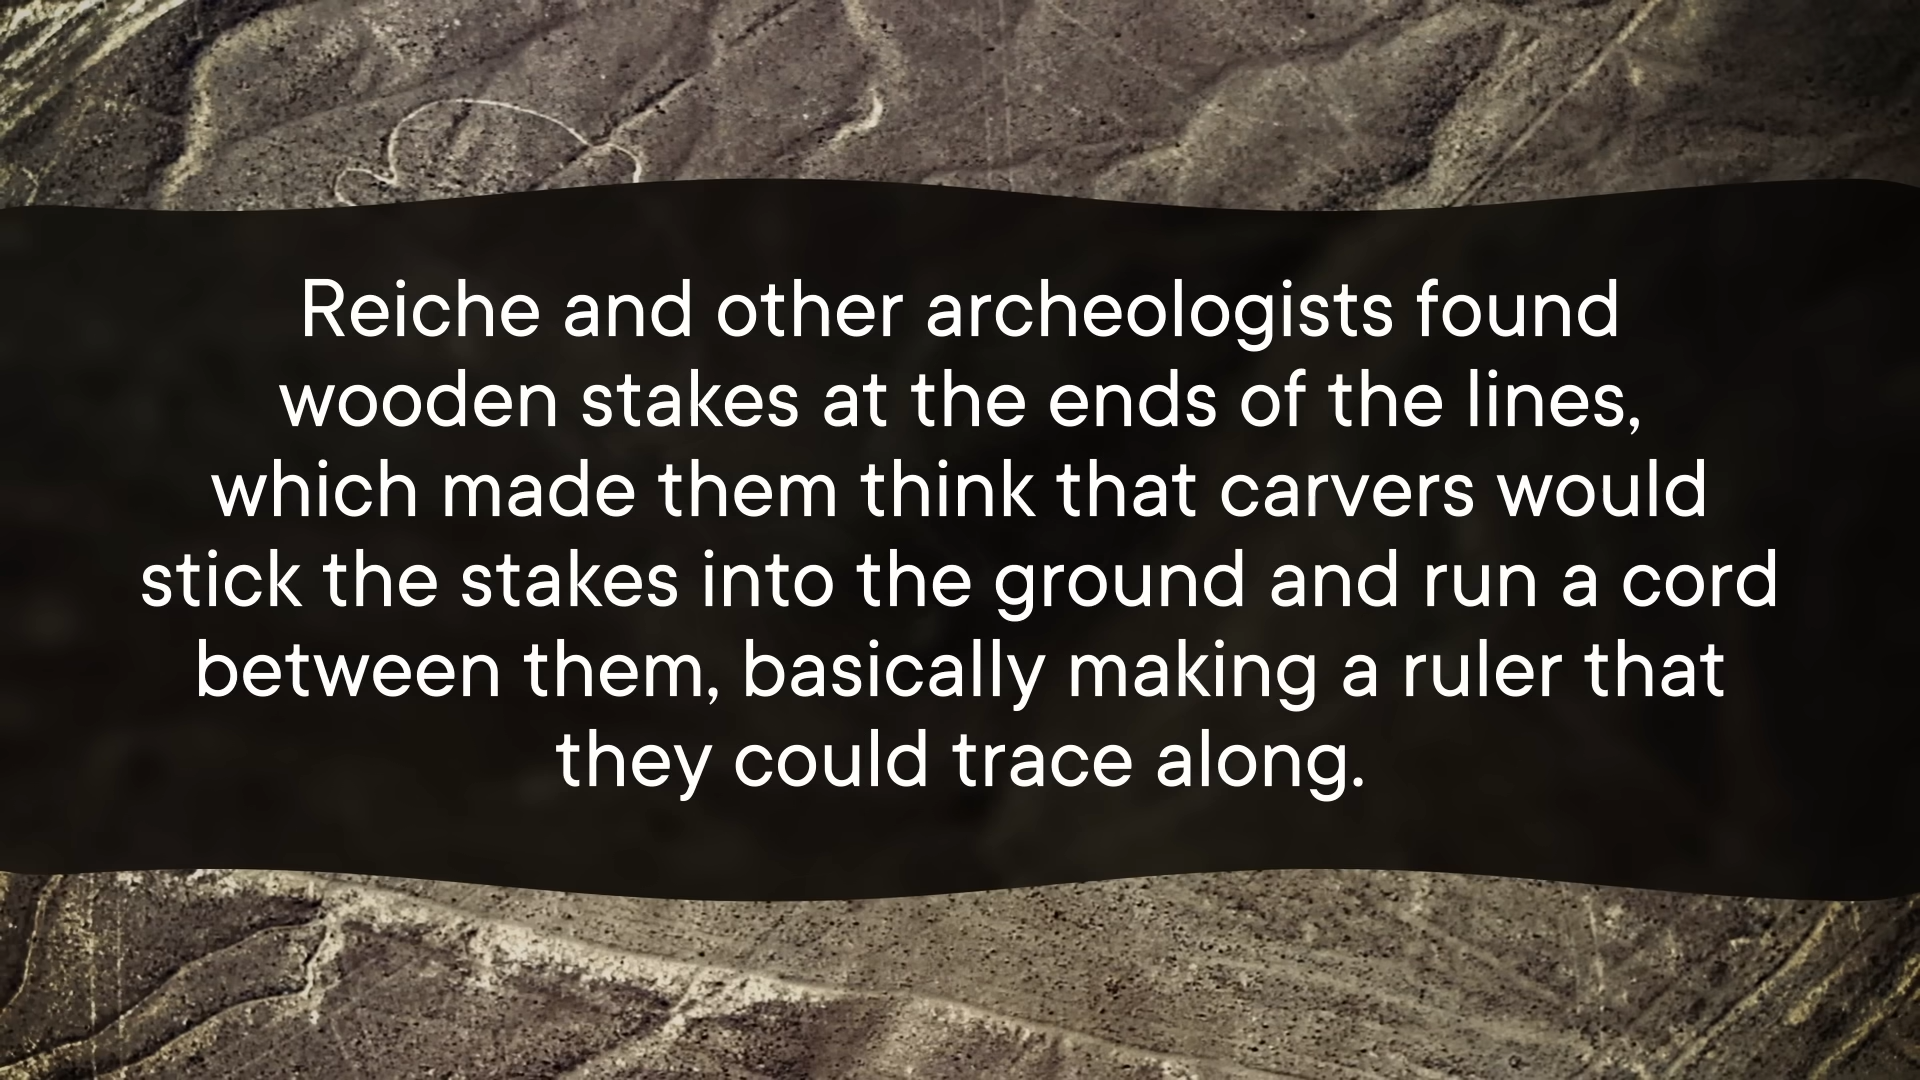 Reiche and other archeologists found
wooden stakes at the ends of the lines,
which made them think that carvers would
stick the stakes into the ground and run a cord
between them, basically making a ruler that
they could trace along.